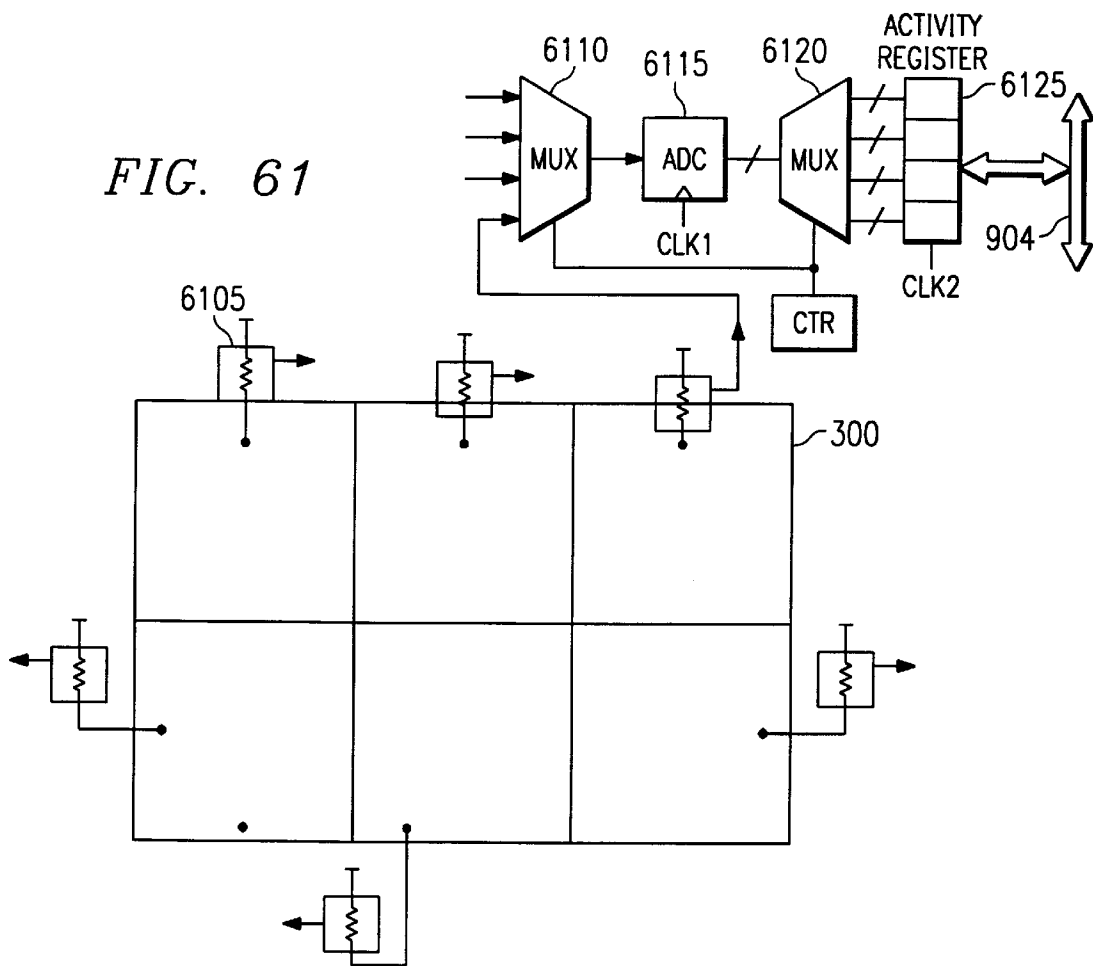 ACTIVITY
REGISTER
6110
6115
6120
6125
FIG. 61
MUX
ADC
MUX
CLK1
904
CLK2
CTR
6105
300